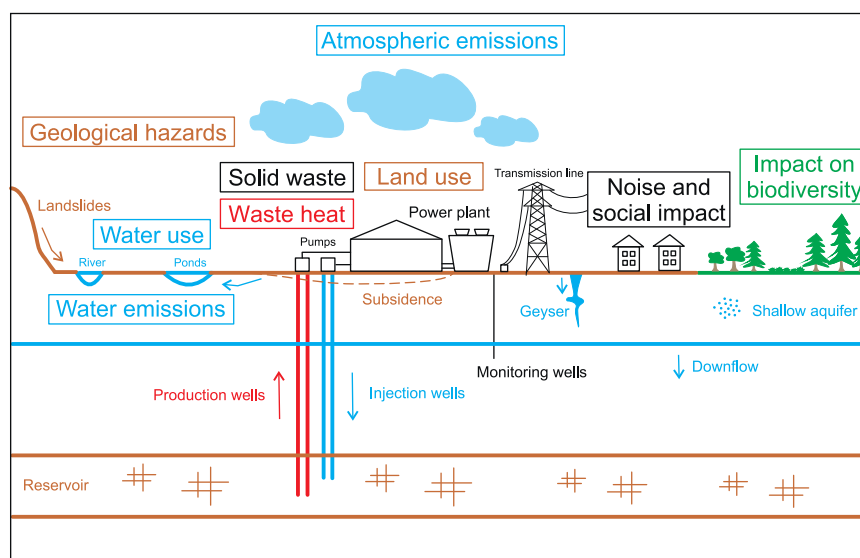 Atmospheric emissions
Geological hazards
Solid waste
Land use
Transmission line
Impact on
biodiversity
Noise and
social impact
Landslides
Waste heat
Power plant
Water use
Pumps
River
Ponds
Water emissions
Subsidence
Geyser
Shallow aquifer
Monitoring wells
Downflow
Production wells
Injection wells
Reservoir